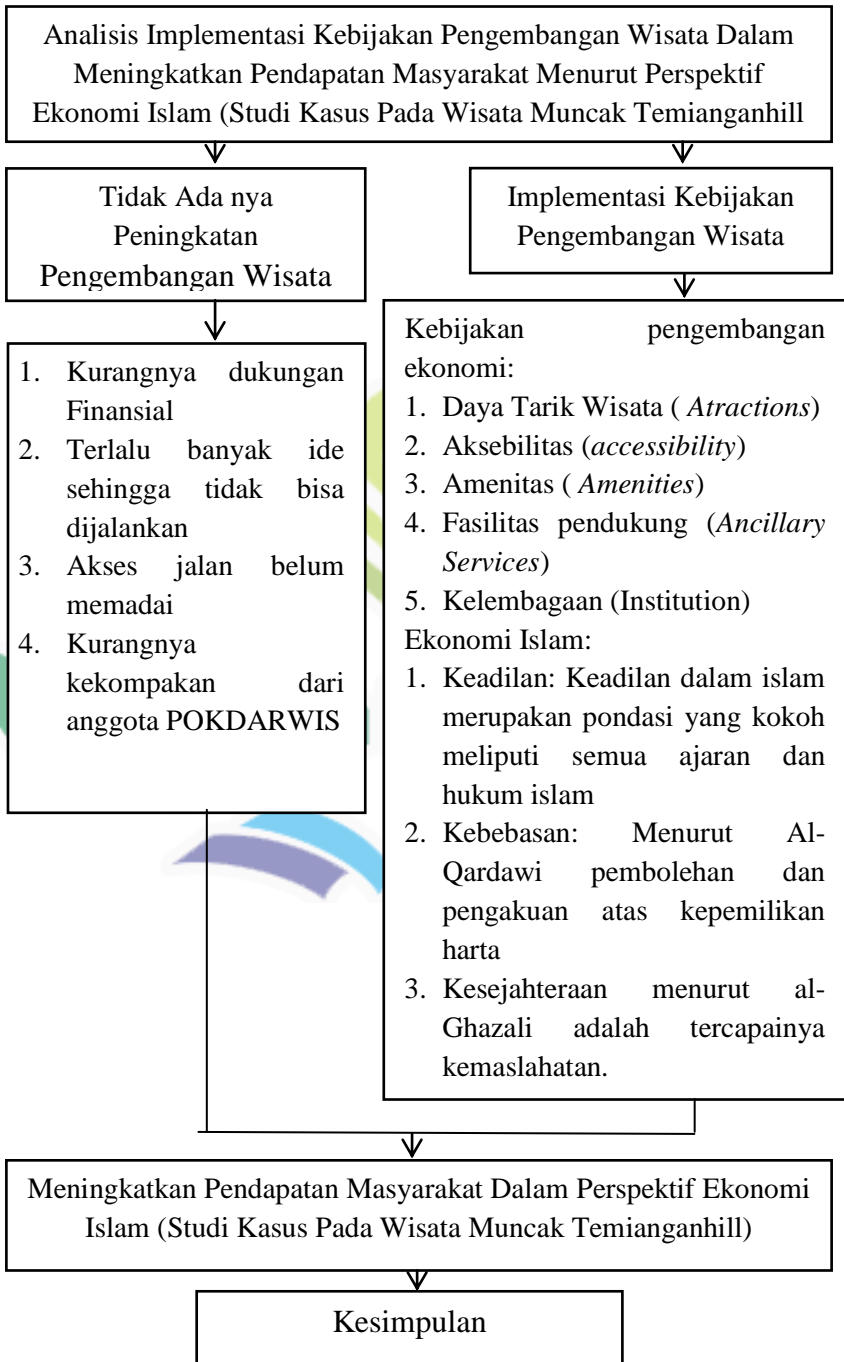 Analisis Implementasi Kebijakan Pengembangan Wisata Dalam
Meningkatkan Pendapatan Masyarakat Menurut Perspektif
Ekonomi Islam (Studi Kasus Pada Wisata Muncak Temianganhill
Tidak Ada nya
Peningkatan
Pengembangan Wisata
Implementasi Kebijakan
Pengembangan Wisata
1. Kurangnya dukungan
Finansial
2. Terlalu banyak ide
sehingga tidak bisa
dijalankan
3. Akses jalan belum
memadai
4. Kurangnya
kekompakan dari
anggota POKDARWIS
Kebijakan pengembangan
ekonomi:
1. Daya Tarik Wisata ( Atractions)
2. Aksebilitas (accessibility)
3. Amenitas ( Amenities)
4. Fasilitas pendukung (Ancillary
Services)
5. Kelembagaan (Institution)
Ekonomi Islam:
1. Keadilan: Keadilan dalam islam
merupakan pondasi yang kokoh
meliputi semua ajaran dan
hukum islam
2. Kebebasan: Menurut Al-
Qardawi pembolehan dan
pengakuan atas kepemilikan
harta
3. Kesejahteraan menurut al-
Ghazali adalah tercapainya
kemaslahatan.
Meningkatkan Pendapatan Masyarakat Dalam Perspektif Ekonomi
Islam (Studi Kasus Pada Wisata Muncak Temianganhill)
Kesimpulan